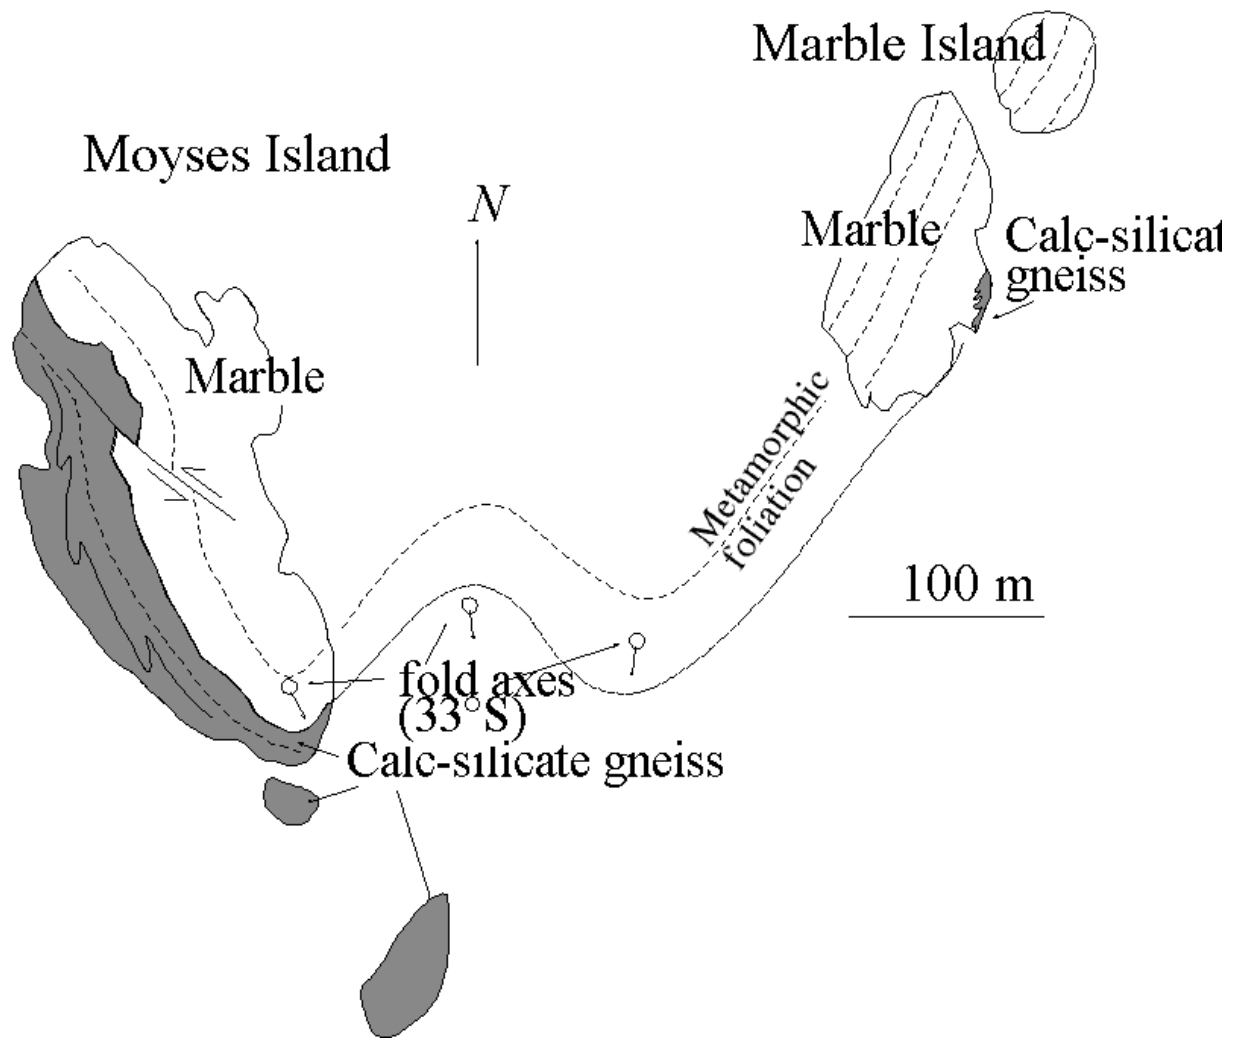 Marble Island
Moyses Island
N
Marble
Calc-silicat
gneiss
Marble
Metamorphic
foliation
100 m
fold axes
(33°S)
Calc-silicate gneiss